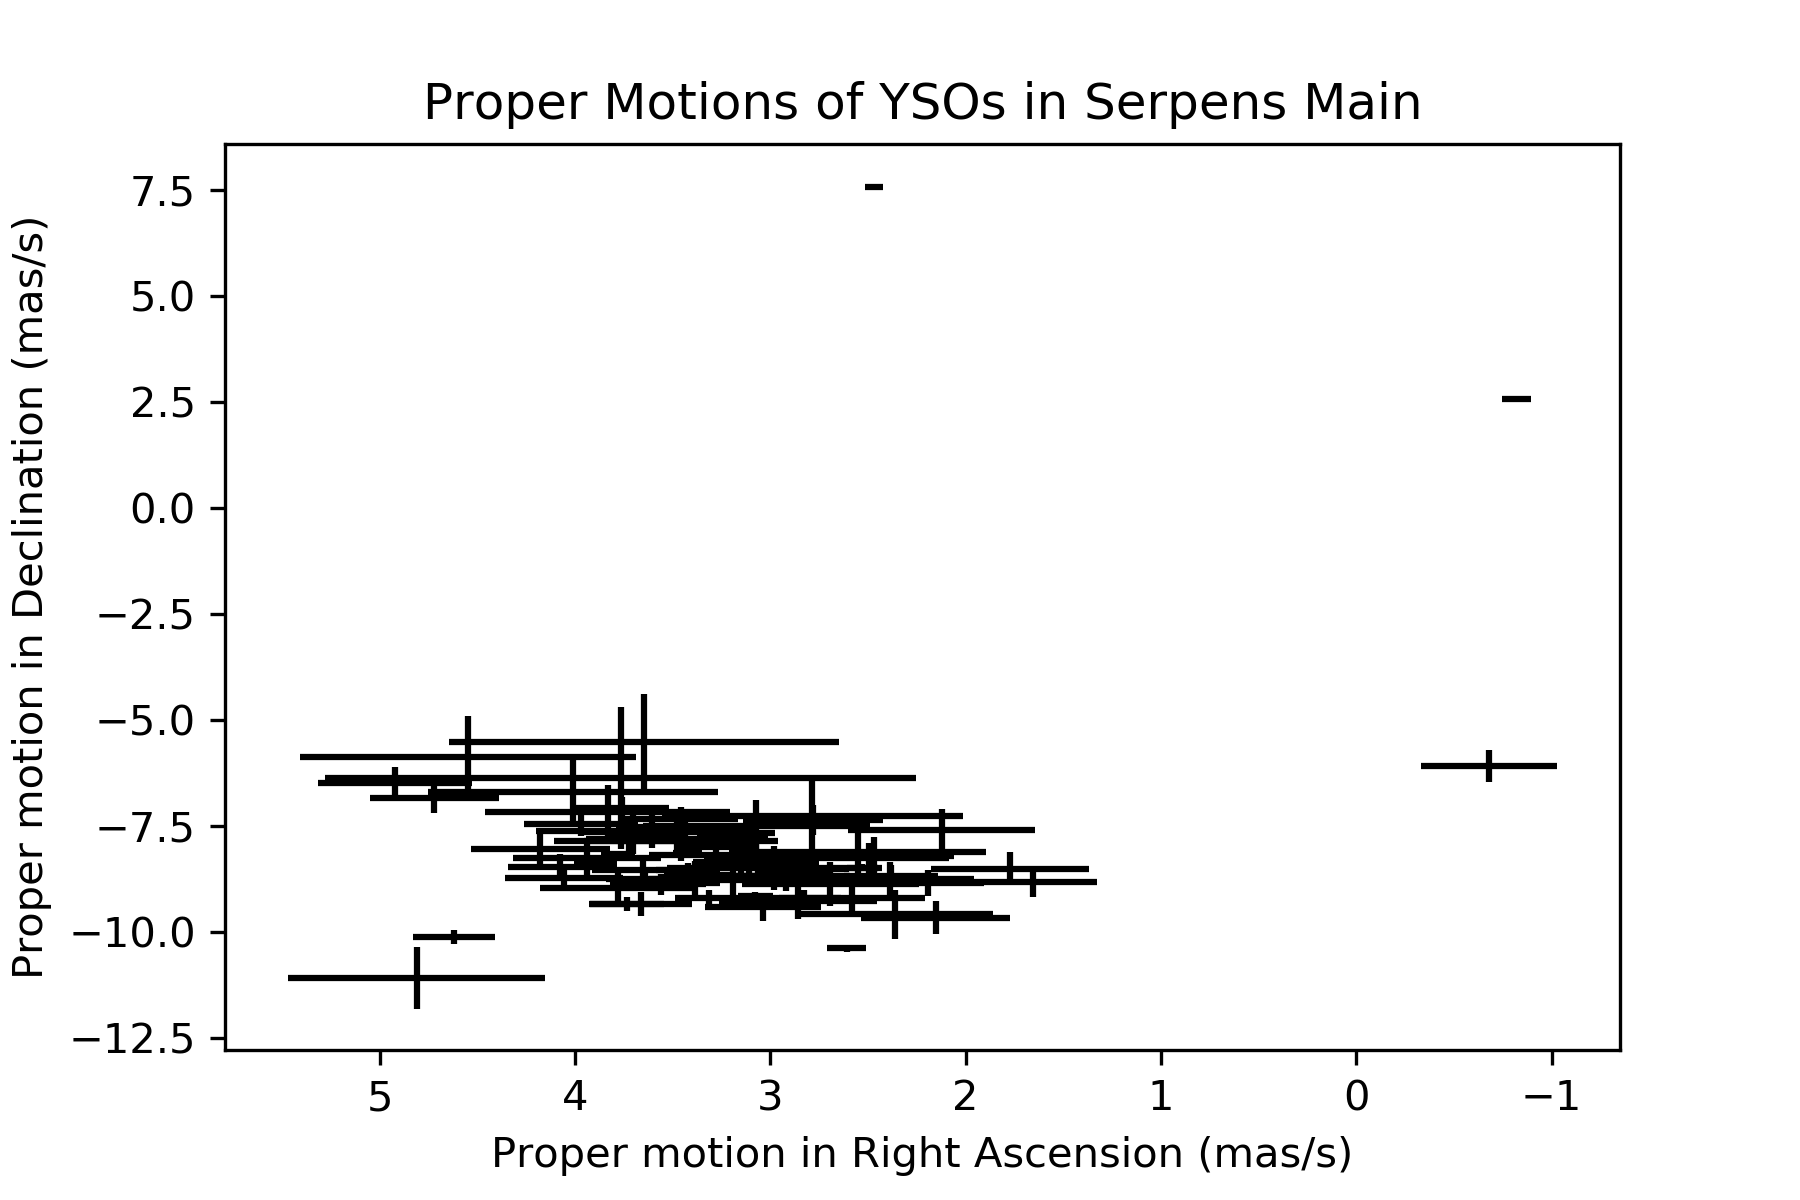 Proper Motions of YSOs in Serpens Main
Proper motion in Declination (mas/s)
7.5
5.0
2.5
0.0
−2.5
−5.0
−7.5
−10.0
−12.5
5 4 3 2 1 0 −1
Proper motion in Right Ascension (mas/s)